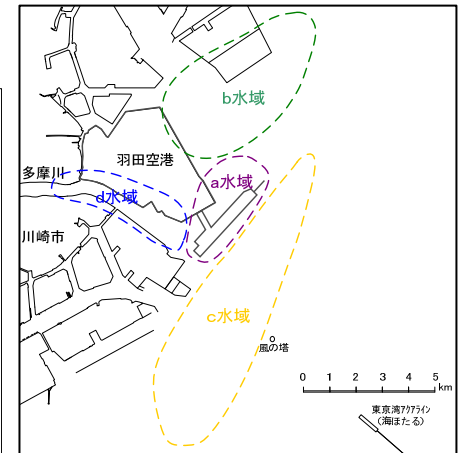 b水域
羽田空港
多摩川
a水域
d水域
川崎市
c水域
風の塔
0 1 2 3 4 5
km
東京湾アクアライン
(海ほたる)